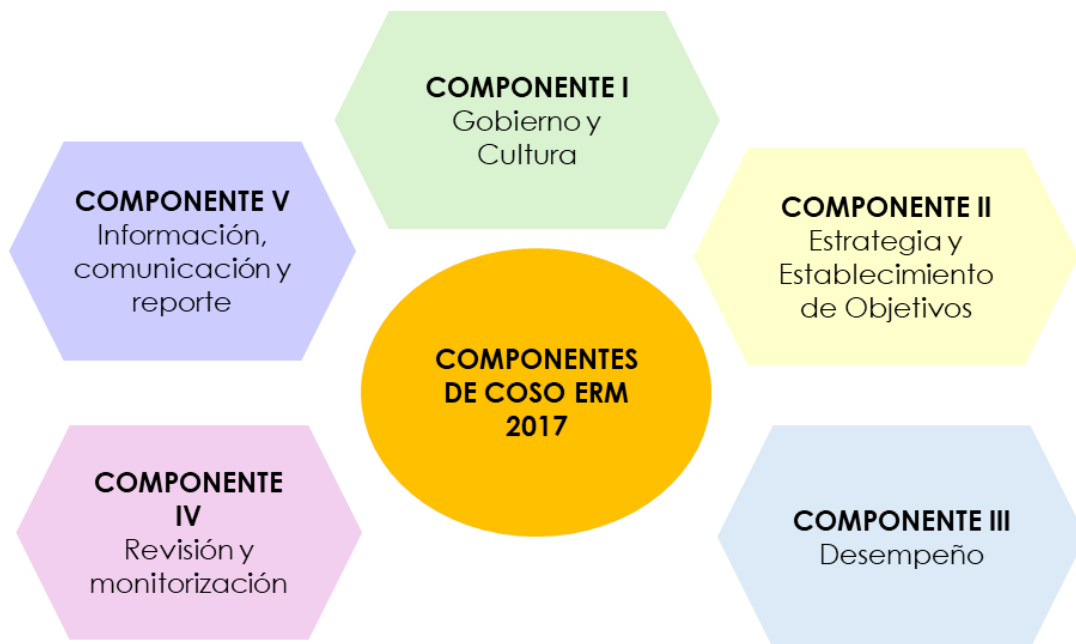 COMPONENTE I
Gobierno y
Cultura
COMPONENTE II
Estrategia y
Establecimiento
de Objetivos
COMPONENTE III
Desempeño
COMPONENTE
IV
Revisión y
monitorización
COMPONENTE V
Información,
comunicación y
reporte
COMPONENTES
DE COSO ERM
2017